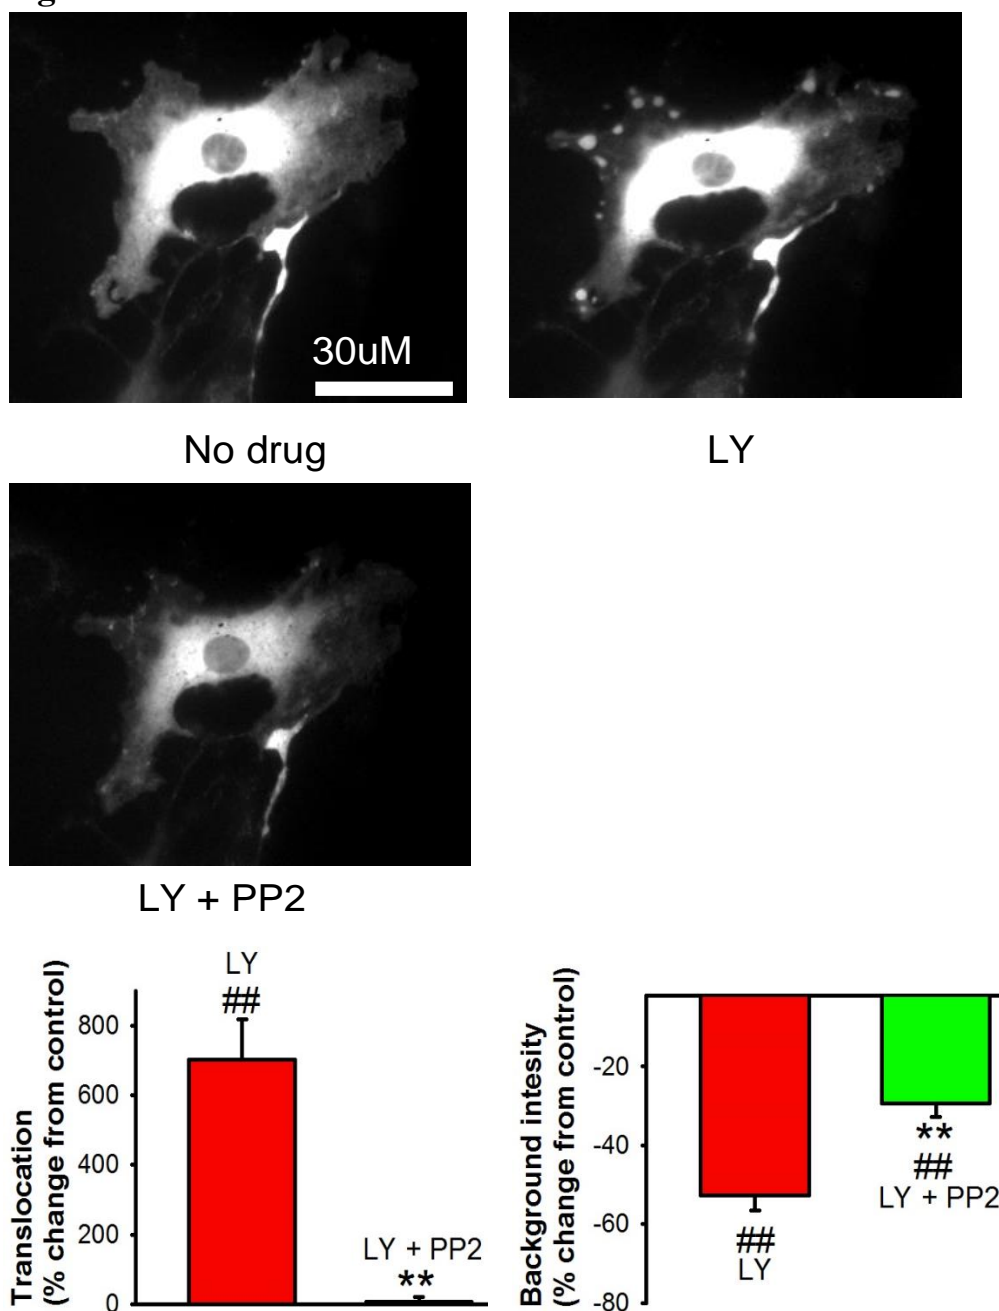 30uM
No drug
LY
LY + PP2
LY
##
Translocation
(% change from control)
800
600
400
200
0
LY + PP2
**
Background intesity
(% change from control)
-20
-40
-60
-80
##
LY
**
##
LY + PP2